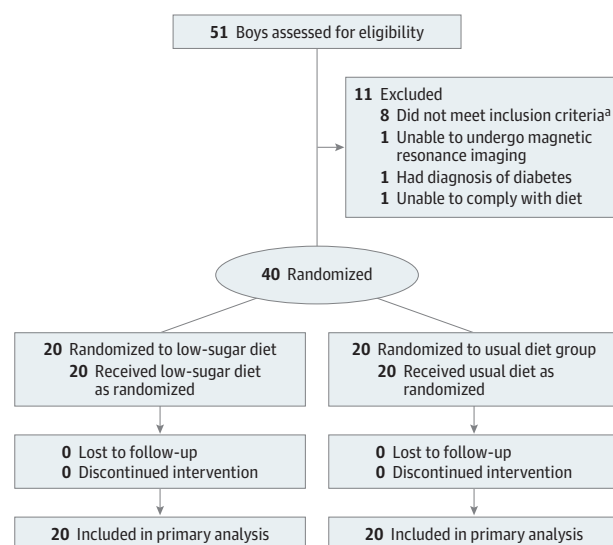 51 Boys assessed for eligibility
11 Excluded
8 Did not meet inclusion criteriaᵃ
1 Unable to undergo magnetic
resonance imaging
1 Had diagnosis of diabetes
1 Unable to comply with diet
40 Randomized
20 Randomized to low-sugar diet
20 Received low-sugar diet
as randomized
20 Randomized to usual diet group
20 Received usual diet as
randomized
0 Lost to follow-up
0 Discontinued intervention
0 Lost to follow-up
0 Discontinued intervention
20 Included in primary analysis
20 Included in primary analysis